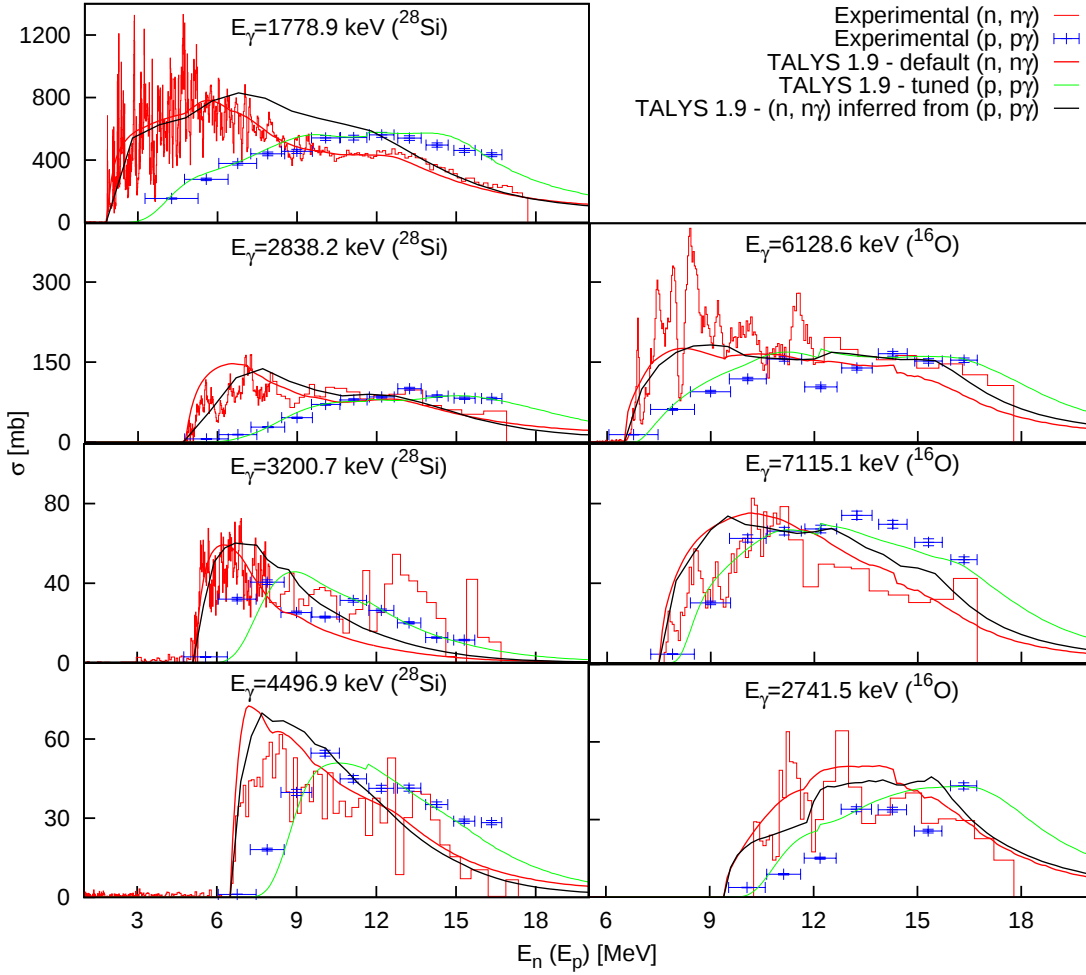 Experimental (n, nγ)
Experimental (p, pγ)
TALYS 1.9 - default (n, nγ)
TALYS 1.9 - tuned (p, pγ)
TALYS 1.9 - (n, nγ) inferred from (p, pγ)
Eγ=1778.9 keV (²⁸Si)
1200
800
400
0
Eγ=2838.2 keV (²⁸Si)
300
150
0
Eγ=6128.6 keV (¹⁶O)
σ [mb]
Eγ=3200.7 keV (²⁸Si)
80
40
0
Eγ=7115.1 keV (¹⁶O)
Eγ=4496.9 keV (²⁸Si)
60
30
0
Eγ=2741.5 keV (¹⁶O)
3 6 9 12 15 18
6 9 12 15 18
Eₙ (Eₚ) [MeV]